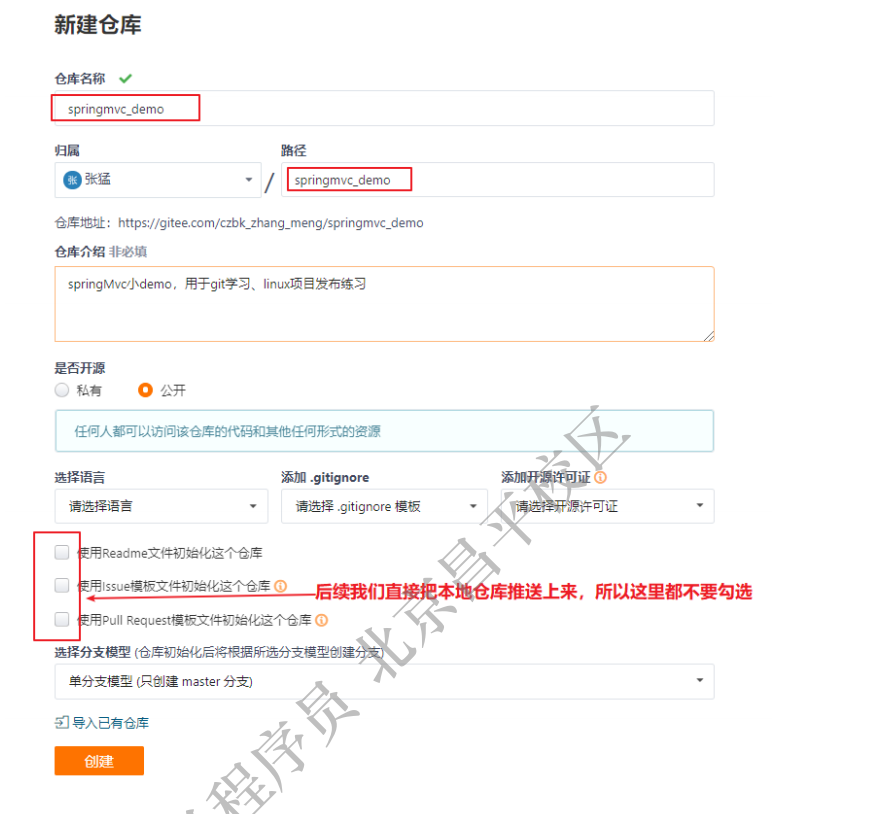 新建仓库
仓库名称
springmvc_demo
归属 路径
张 张猛 / springmvc_demo
仓库地址：https://gitee.com/czbk_zhang_meng/springmvc_demo
仓库介绍 非必填
springMvc小demo，用于git学习、linux项目发布练习
是否开源
私有 公开
任何人都可以访问该仓库的代码和其他任何形式的资源
选择语言 添加 .gitignore 添加开源许可证
请选择语言 请选择 .gitignore 模板 请选择开源许可证
使用Readme文件初始化这个仓库
使用Issue模板文件初始化这个仓库
后续我们直接把本地仓库推送上来，所以这里都不要勾选
使用Pull Request模板文件初始化这个仓库
选择分支模型 (仓库初始化后将根据所选分支模型创建分支)
单分支模型 (只创建 master 分支)
导入已有仓库
创建
程序员 北京昌平校区